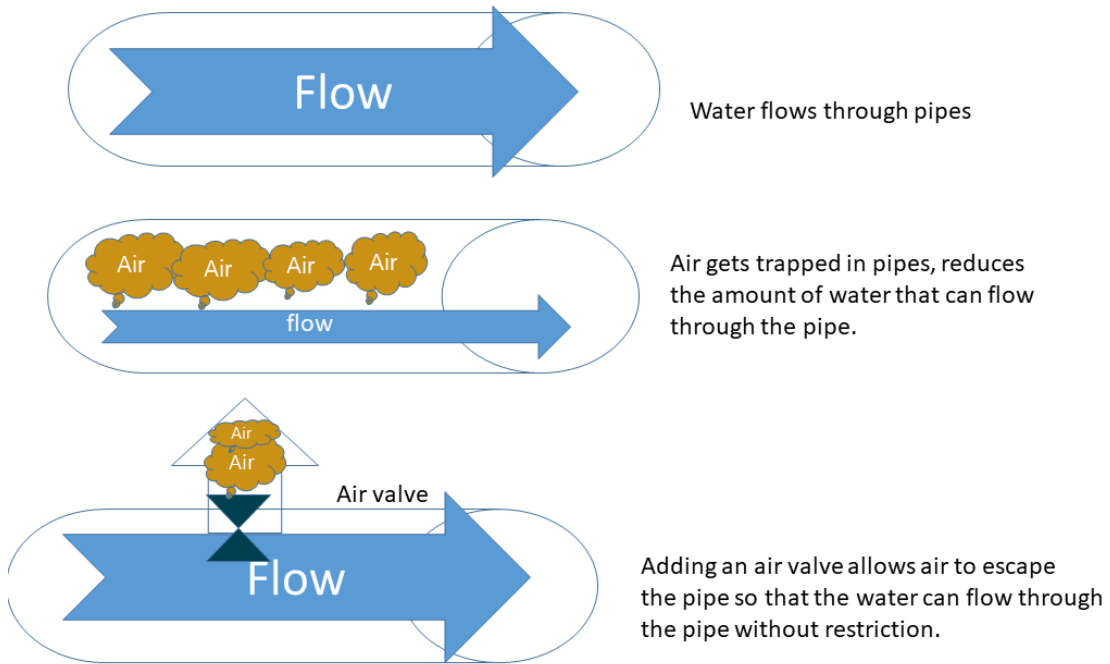 Flow
Water flows through pipes
Air
Air
Air
Air
flow
Air gets trapped in pipes, reduces
the amount of water that can flow
through the pipe.
Air
Air
Air valve
Flow
Adding an air valve allows air to escape
the pipe so that the water can flow through
the pipe without restriction.